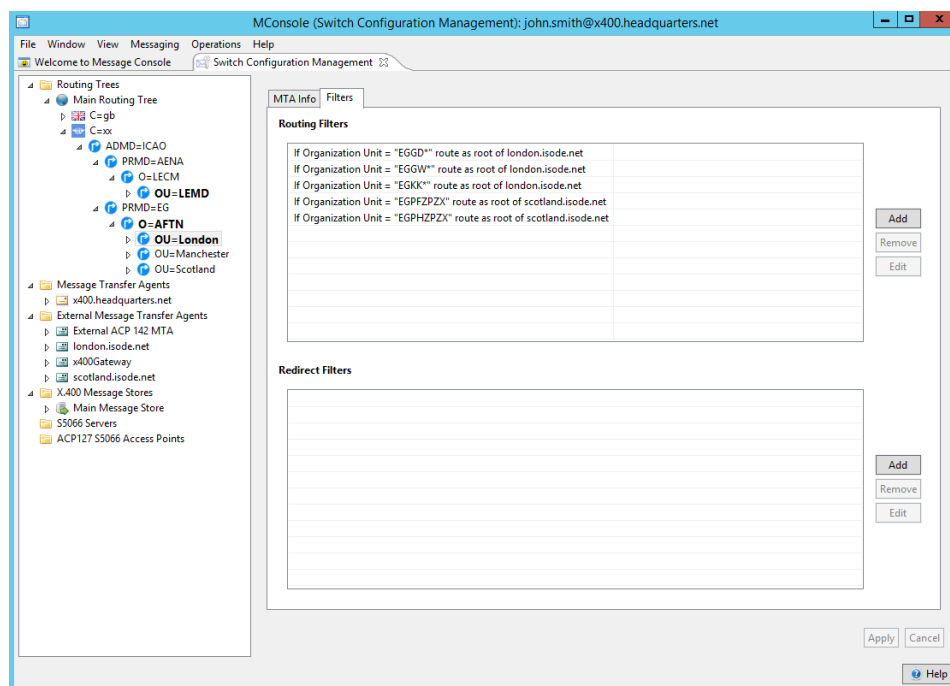 MConsole (Switch Configuration Management): john.smith@x400.headquarters.net
File Window View Messaging Operations Help
Welcome to Message Console
Switch Configuration Management
Routing Trees
Main Routing Tree
C=gb
C=xx
ADMD=ICAO
PRMD=AENA
O=LECM
OU=LEMD
PRMD=EG
O=AFTN
OU=London
OU=Manchester
OU=Scotland
Message Transfer Agents
x400.headquarters.net
External Message Transfer Agents
External ACP 142 MTA
london.isode.net
x400Gateway
scotland.isode.net
X.400 Message Stores
Main Message Store
S5066 Servers
ACP127 S5066 Access Points
MTA Info
Filters
Routing Filters
If Organization Unit = "EGGD*" route as root of london.isode.net
If Organization Unit = "EGGW*" route as root of london.isode.net
If Organization Unit = "EGKK*" route as root of london.isode.net
If Organization Unit = "EGPFZPZX" route as root of scotland.isode.net
If Organization Unit = "EGPHZPZX" route as root of scotland.isode.net
Add
Remove
Edit
Redirect Filters
Add
Remove
Edit
Apply
Cancel
Help